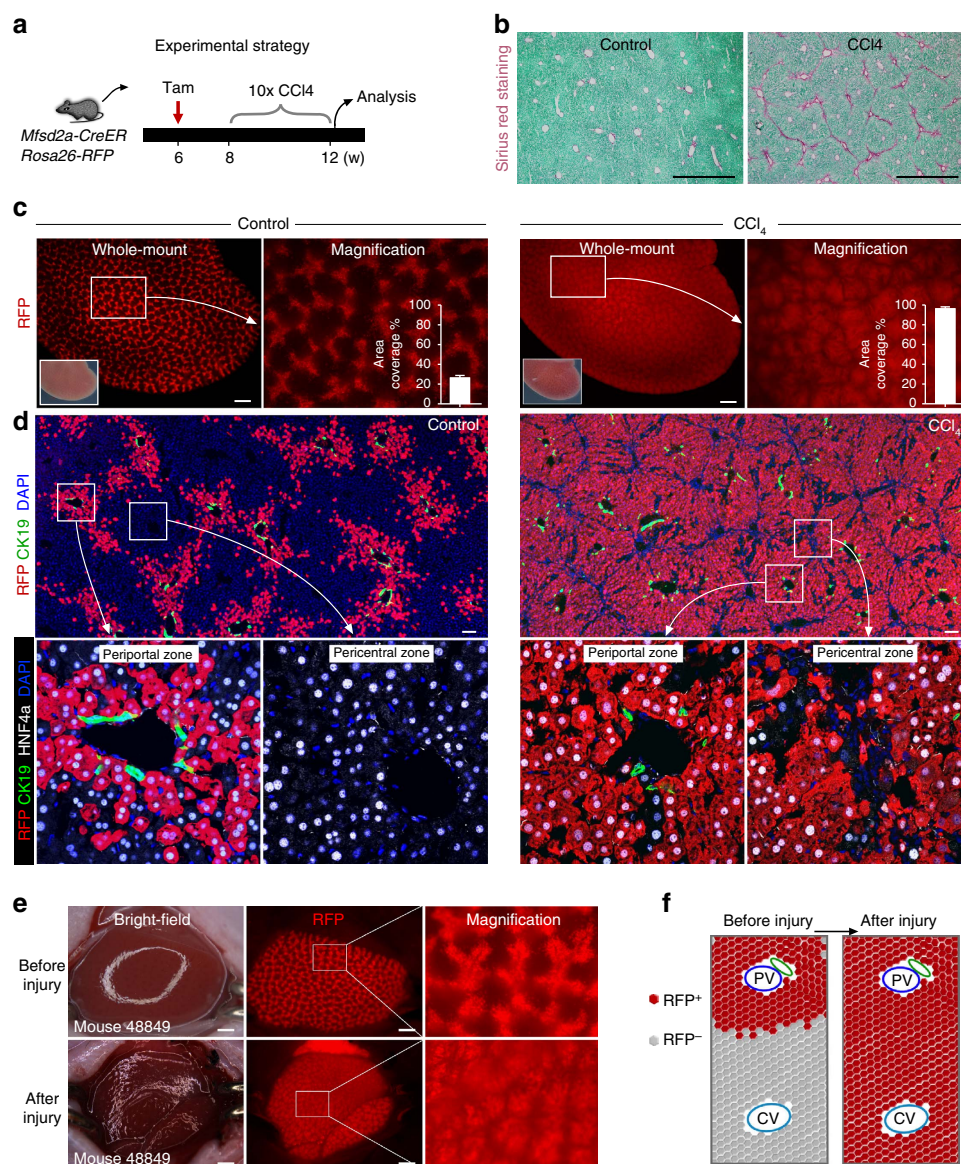 a
Experimental strategy
Tam
10x CCl4
Analysis
Mfsd2a-CreER
Rosa26-RFP
6
8
12 (w)
b
Sirius red staining
Control
CCl4
c
Control
CCl4
RFP
Whole-mount
Magnification
Area coverage %
100
80
60
40
20
0
Whole-mount
Magnification
Area coverage %
100
80
60
40
20
0
d
RFP CK19 DAPI
Control
CCl4
RFP CK19 HNF4a DAPI
Periportal zone
Pericentral zone
Periportal zone
Pericentral zone
e
Bright-field
RFP
Magnification
Before injury
Mouse 48849
After injury
Mouse 48849
f
Before injury
After injury
RFP+
RFP−
PV
CV
PV
CV